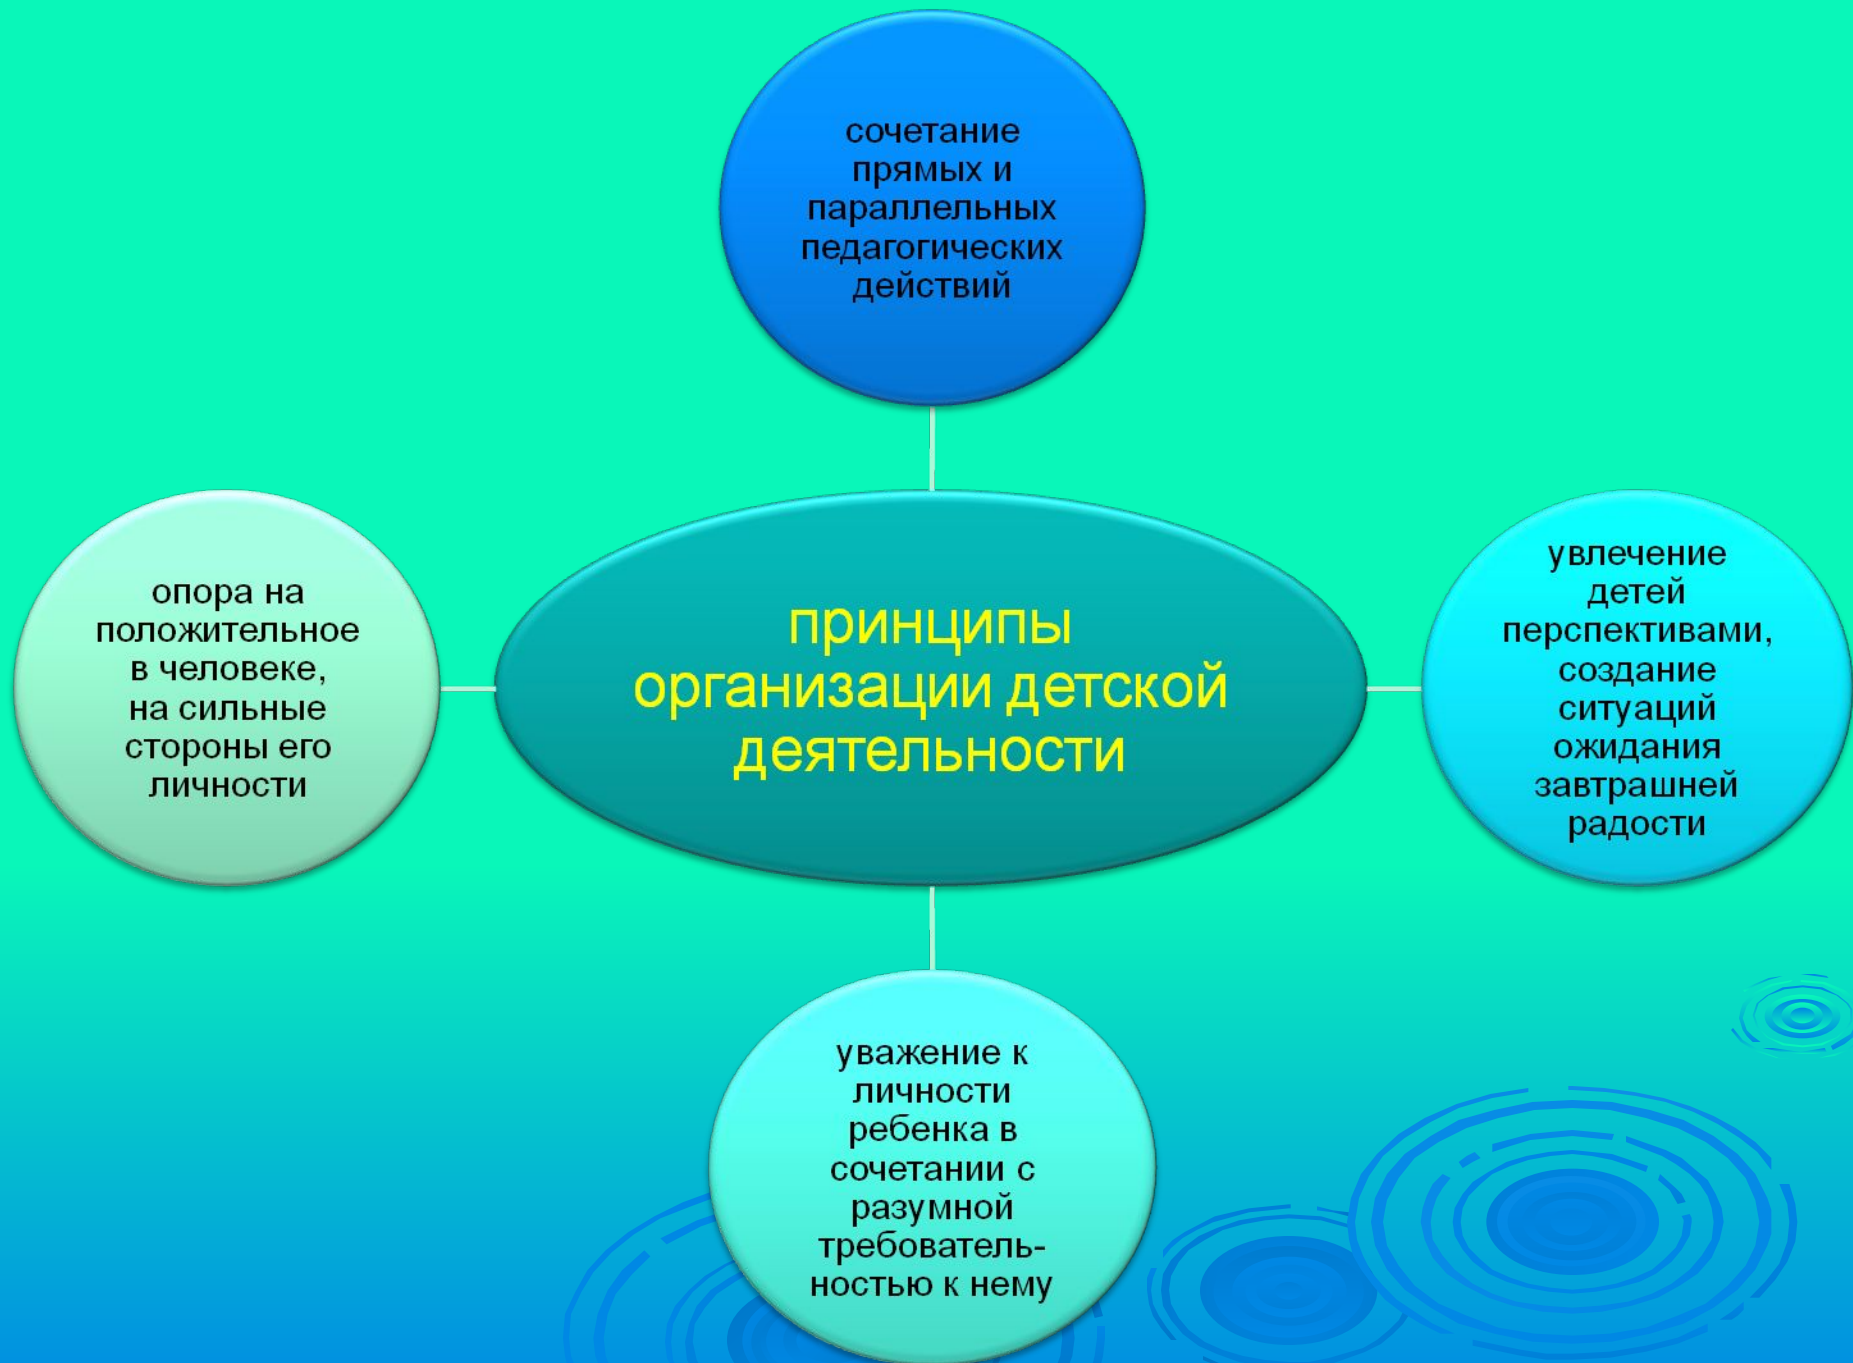 сочетание
прямых и
параллельных
педагогических
действий
опора на
положительное
в человеке,
на сильные
стороны его
личности
принципы
организации детской
деятельности
увлечение
детей
перспективами,
создание
ситуаций
ожидания
завтрашней
радости
уважение к
личности
ребенка в
сочетании с
разумной
требователь-
ностью к нему